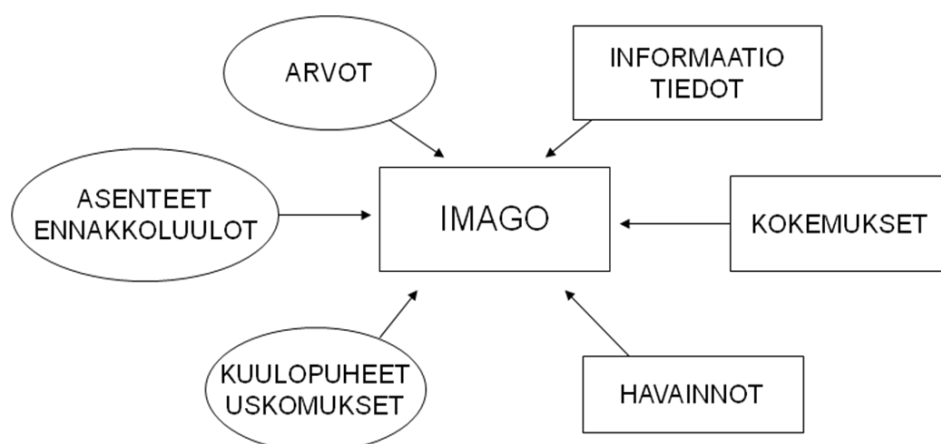 ARVOT
INFORMAATIO
TIEDOT
ASENTEET
ENNAKKOLUULOT
IMAGO
KOKEMUKSET
KUULOPUHEET
USKOMUKSET
HAVAINNOT